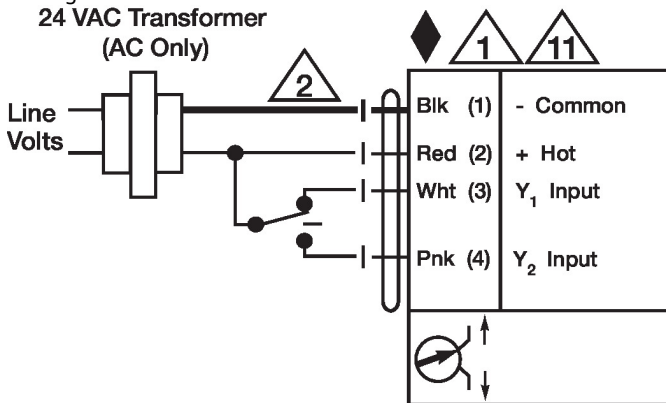 24 VAC Transformer
(AC Only)
1
11
2
Line
Volts
Blk (1) - Common
Red (2) + Hot
Wht (3) Y1 Input
Pnk (4) Y2 Input